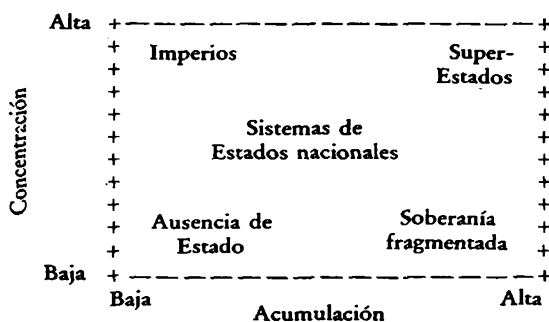 Alta
Imperios
Super-
Estados
Concentración
Sistemas de
Estados nacionales
Ausencia de
Estado
Soberanía
fragmentada
Baja
Baja
Acumulación
Alta